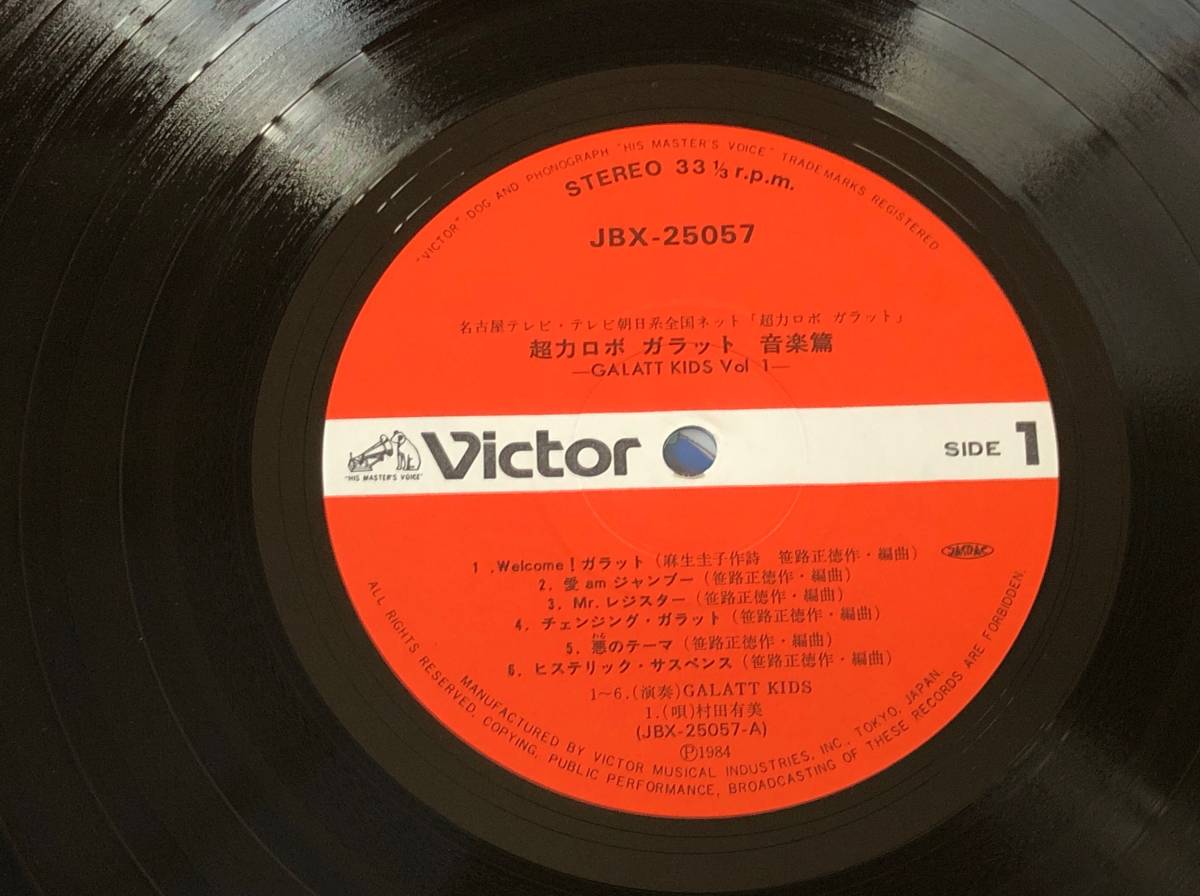 "VICTOR" DOG AND PHONOGRAPH "HIS MASTER'S VOICE" TRADEMARKS REGISTERED
STEREO 33 ⅓ r.p.m.
JBX-25057
名古屋テレビ・テレビ朝日系全国ネット「超力ロボ ガラット」
超力ロボ ガラット 音楽篇
—GALATT KIDS Vol 1—
"HIS MASTER'S VOICE"
Victor
SIDE 1
1 .Welcome!ガラット(麻生圭子作詩 笹路正徳作・編曲)
JASRAC
2. 愛 am ジャンブー(笹路正徳作・編曲)
3. Mr. レジスター(笹路正徳作・編曲)
4. チェンジング・ガラット(笹路正徳作・編曲)
わる
5. 悪のテーマ(笹路正徳作・編曲)
6. ヒステリック・サスペンス(笹路正徳作・編曲)
1~6.(演奏)GALATT KIDS
1.(唄)村田有美
(JBX-25057-A)
Ⓟ1984
MANUFACTURED BY VICTOR MUSICAL INDUSTRIES, INC., TOKYO, JAPAN
ALL RIGHTS RESERVED. COPYING, PUBLIC PERFORMANCE, BROADCASTING OF THESE RECORDS ARE FORBIDDEN.